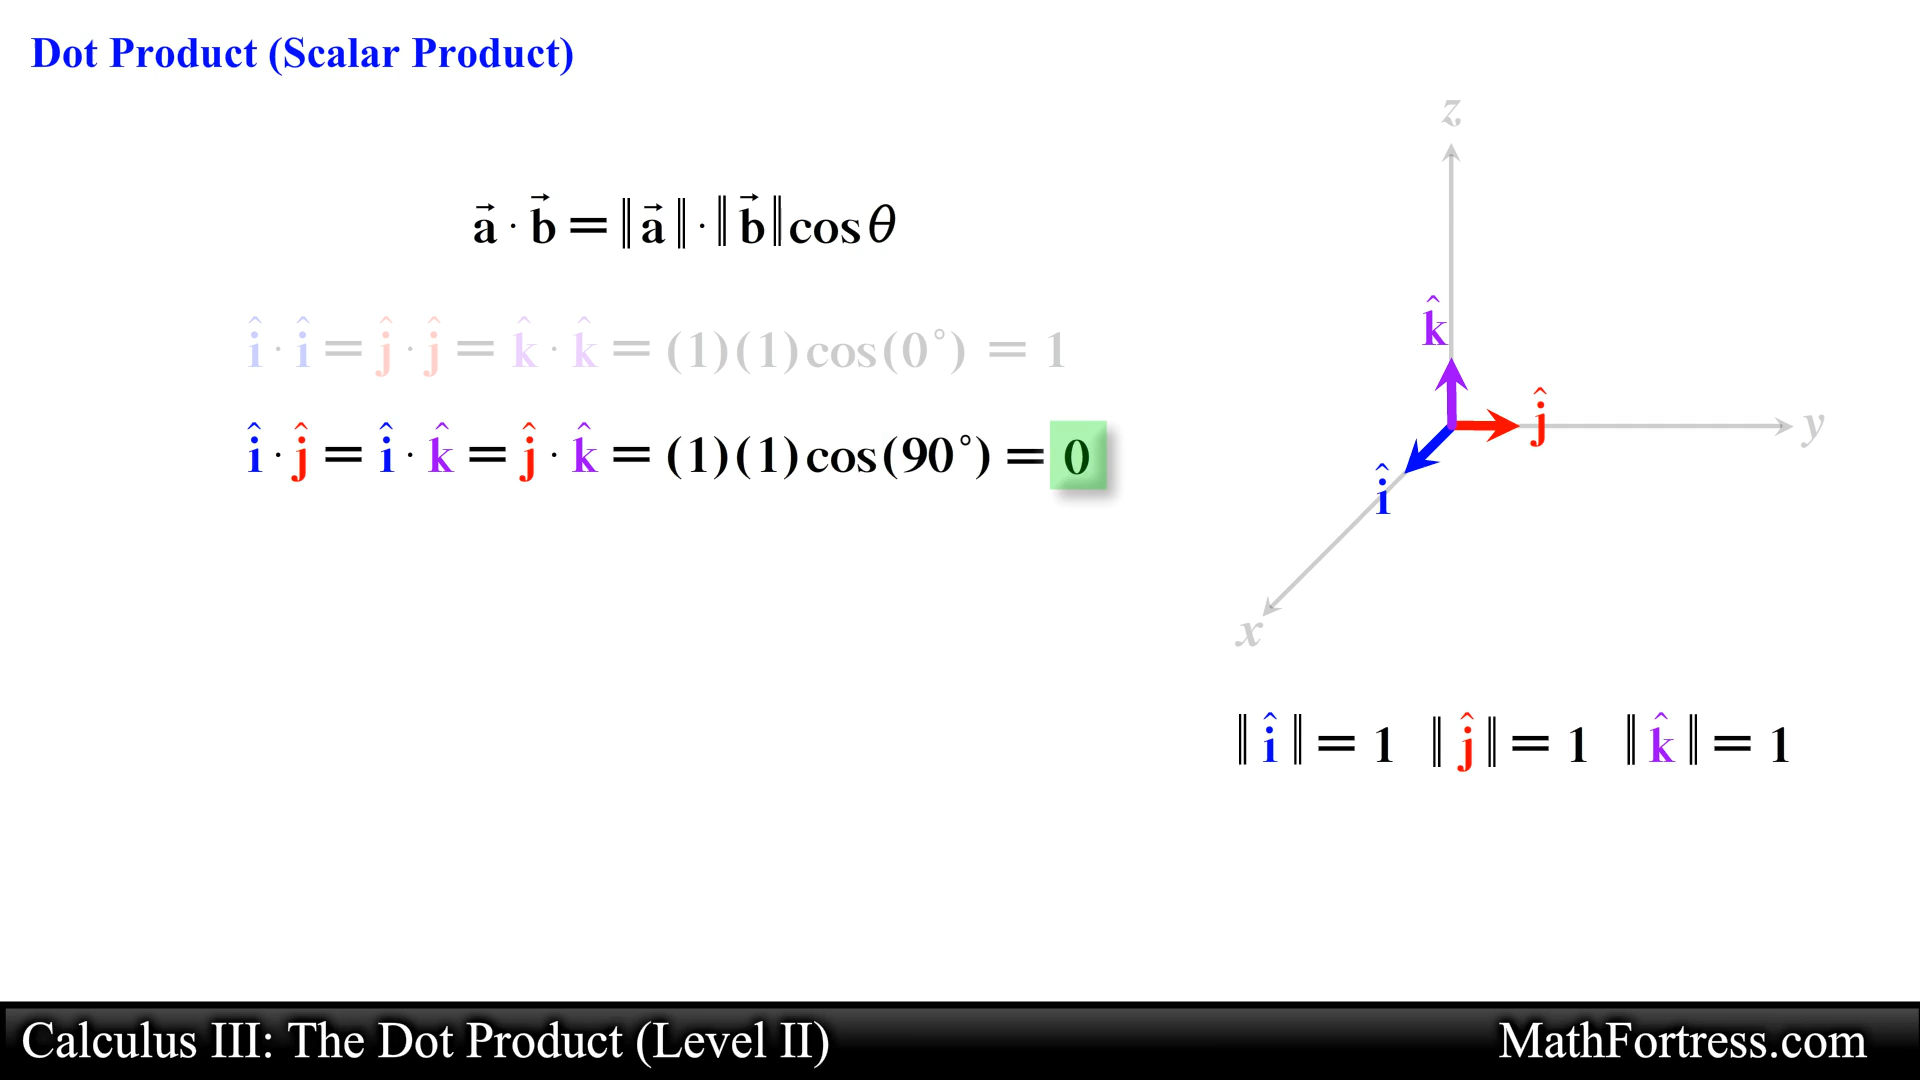 Dot Product (Scalar Product)
a⃗ · b⃗ = ‖a⃗‖ · ‖b⃗‖ cos θ
î · î = ĵ · ĵ = k̂ · k̂ = (1)(1)cos(0°) = 1
î · ĵ = î · k̂ = ĵ · k̂ = (1)(1)cos(90°) = 0
z
k̂
ĵ
y
î
x
‖î‖ = 1 ‖ĵ‖ = 1 ‖k̂‖ = 1
Calculus III: The Dot Product (Level II)
MathFortress.com